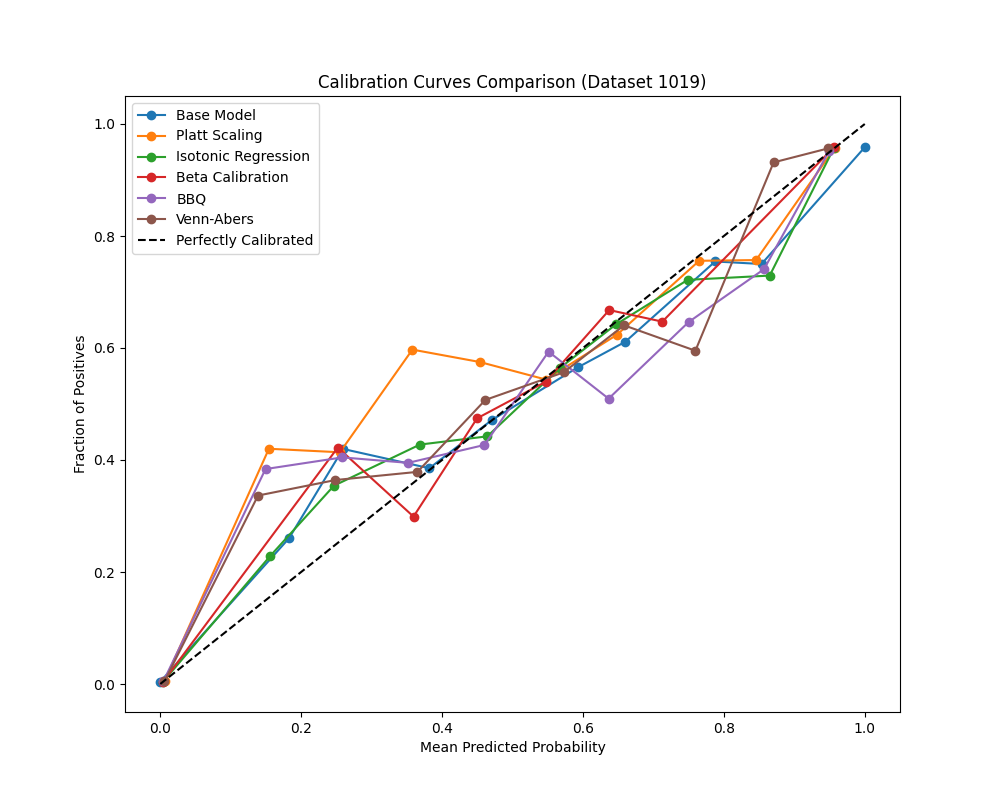 Calibration Curves Comparison (Dataset 1019)
Base Model
Platt Scaling
Isotonic Regression
Beta Calibration
BBQ
Venn-Abers
Perfectly Calibrated
1.0
0.8
0.6
0.4
0.2
0.0
Fraction of Positives
0.0 0.2 0.4 0.6 0.8 1.0
Mean Predicted Probability